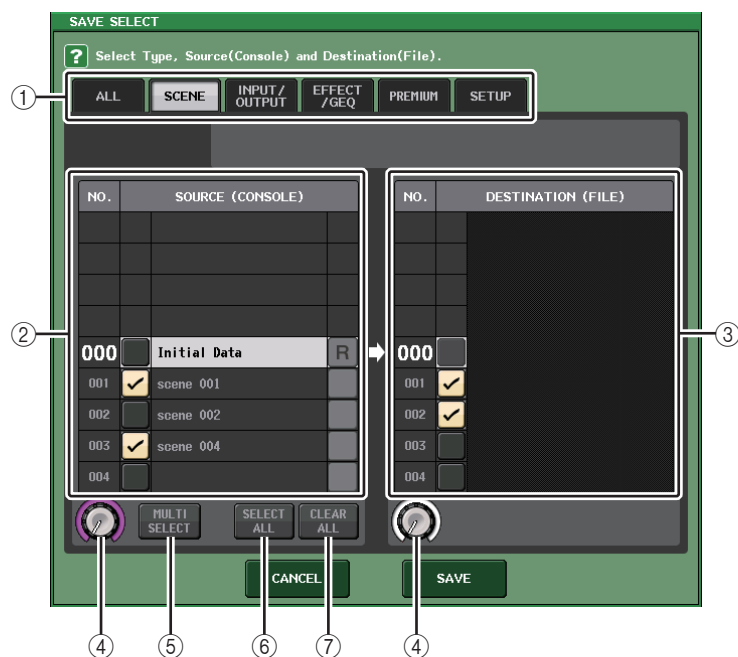 SAVE SELECT
? Select Type, Source(Console) and Destination(File).
① ALL SCENE INPUT/ OUTPUT EFFECT /GEQ PREMIUM SETUP
NO. SOURCE (CONSOLE)
NO. DESTINATION (FILE)
② ③
000 Initial Data R 000
001 scene 001 001
002 scene 002 002
003 scene 004 003
004 004
MULTI SELECT SELECT ALL CLEAR ALL
CANCEL SAVE
④ ⑤ ⑥ ⑦ ④